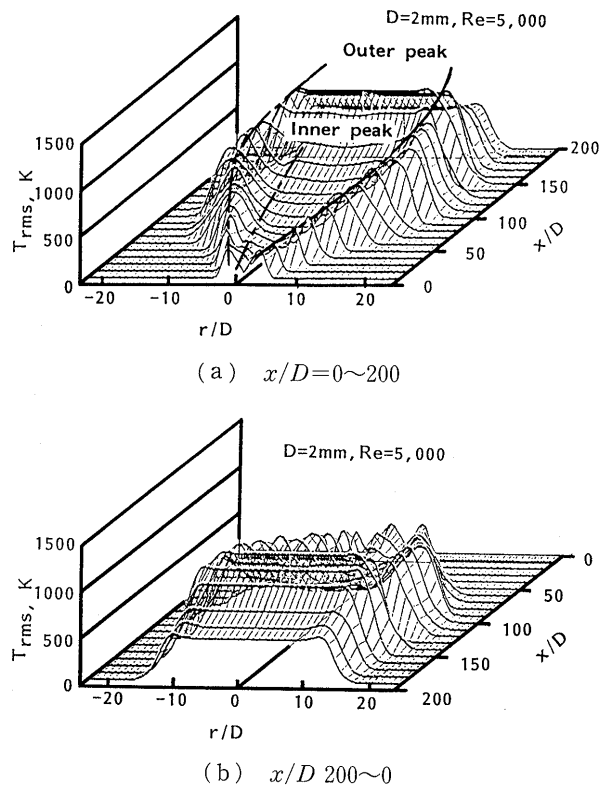 D=2mm,Re=5,000
Outer peak
Inner peak
1500
1000
500
0
Trms, K
-20 -10 0 10 20
r/D
0
50
100
150
200
x/D
(a) x/D=0～200
D=2mm,Re=5,000
1500
1000
500
0
Trms, K
-20 -10 0 10 20
r/D
0
50
100
150
200
x/D
(b) x/D 200～0